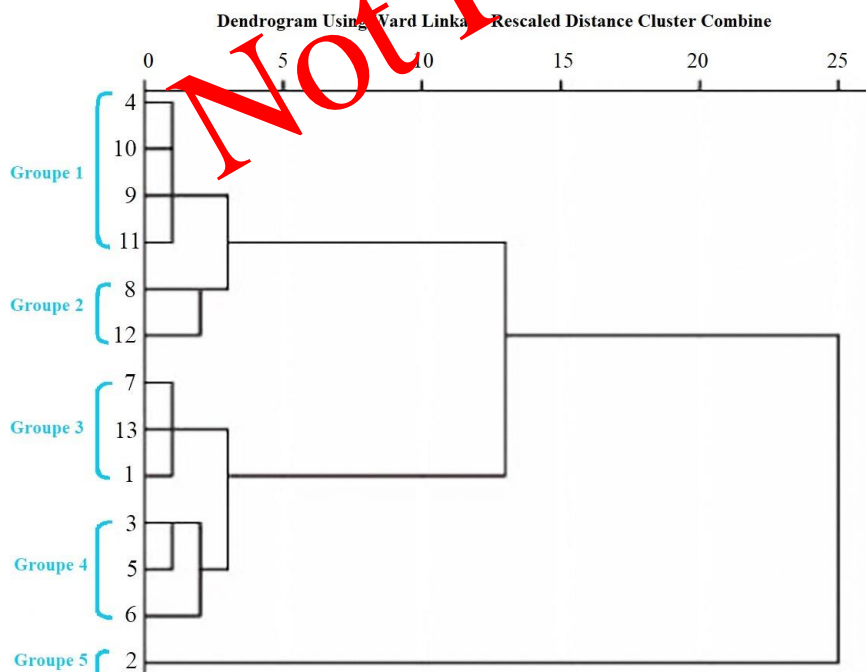 Dendrogram Using Ward Linkage Rescaled Distance Cluster Combine
0 5 10 15 20 25
4
10
Groupe 1
9
11
8
Groupe 2
12
7
Groupe 3
13
1
3
Groupe 4
5
6
Groupe 5
2
Not